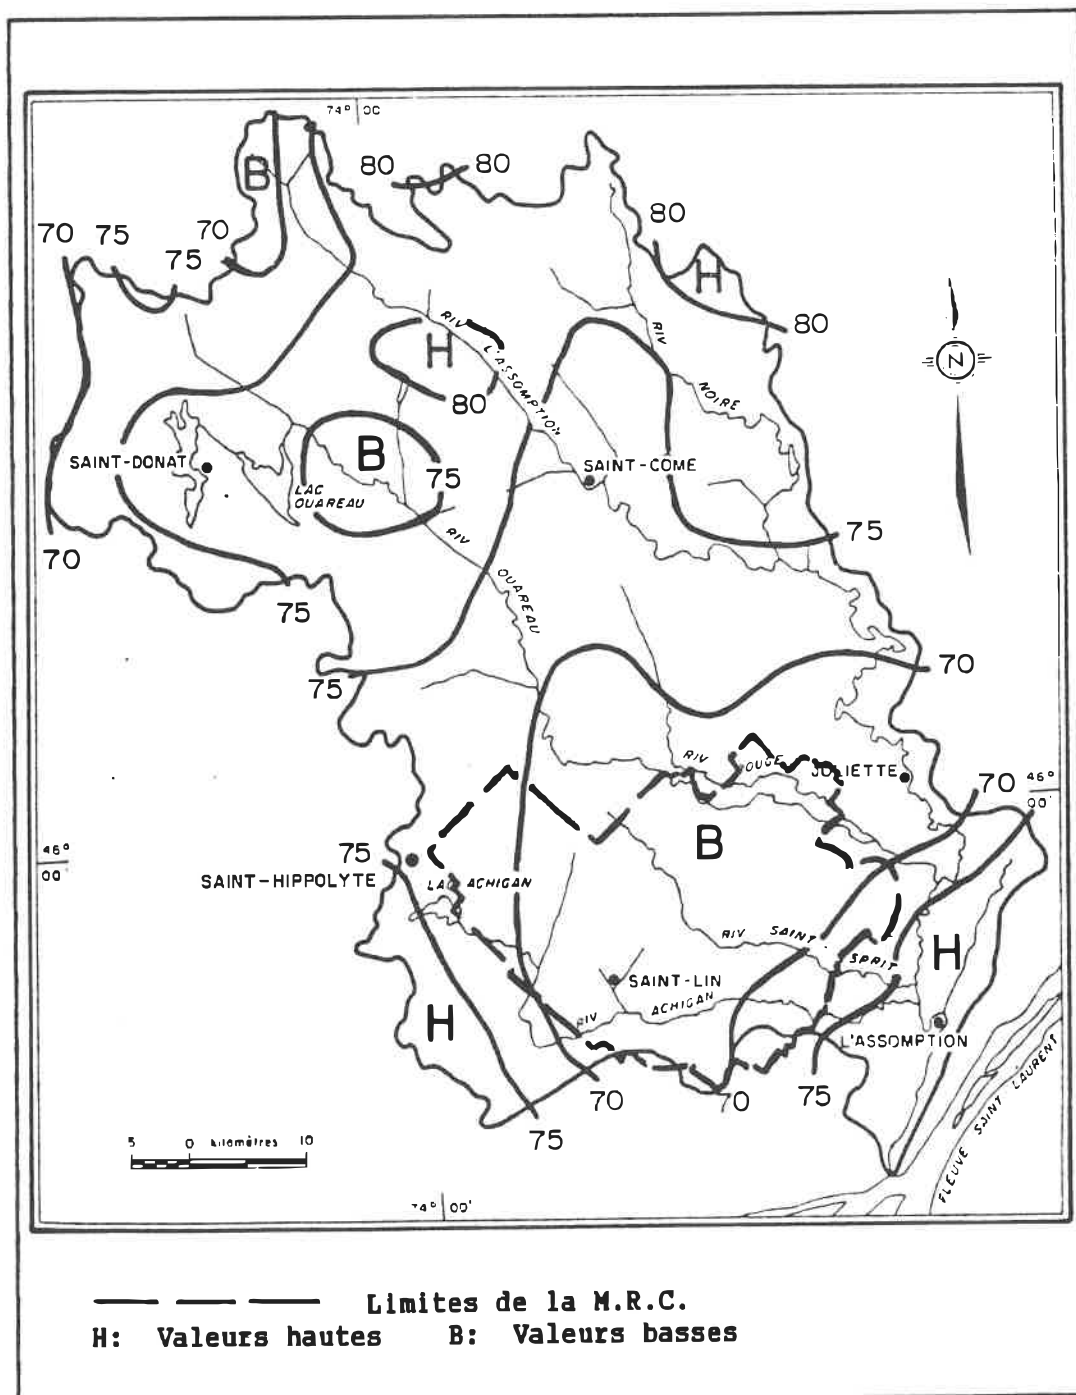 74° 00
80
80
B
70
75
70
75
80
H
80
RIV
L'ASSOMPTION
H
80
RIV
NOIRE
SAINT-DONAT
B
75
LAC
OUAREAU
SAINT-COME
70
RIV
OUAREAU
75
75
75
70
RIV
OUGE
JOLIETTE
70
46°
00'
B
46°
00'
75
SAINT-HIPPOLYTE
LAC ACHIGAN
RIV SAINT-
SPRIT
H
H
SAINT-LIN
RIV
ACHIGAN
L'ASSOMPTION
70
70
75
75
FLEUVE SAINT LAURENT
5 0 kilomètres 10
74° 00'
N
Limites de la M.R.C.
H: Valeurs hautes B: Valeurs basses